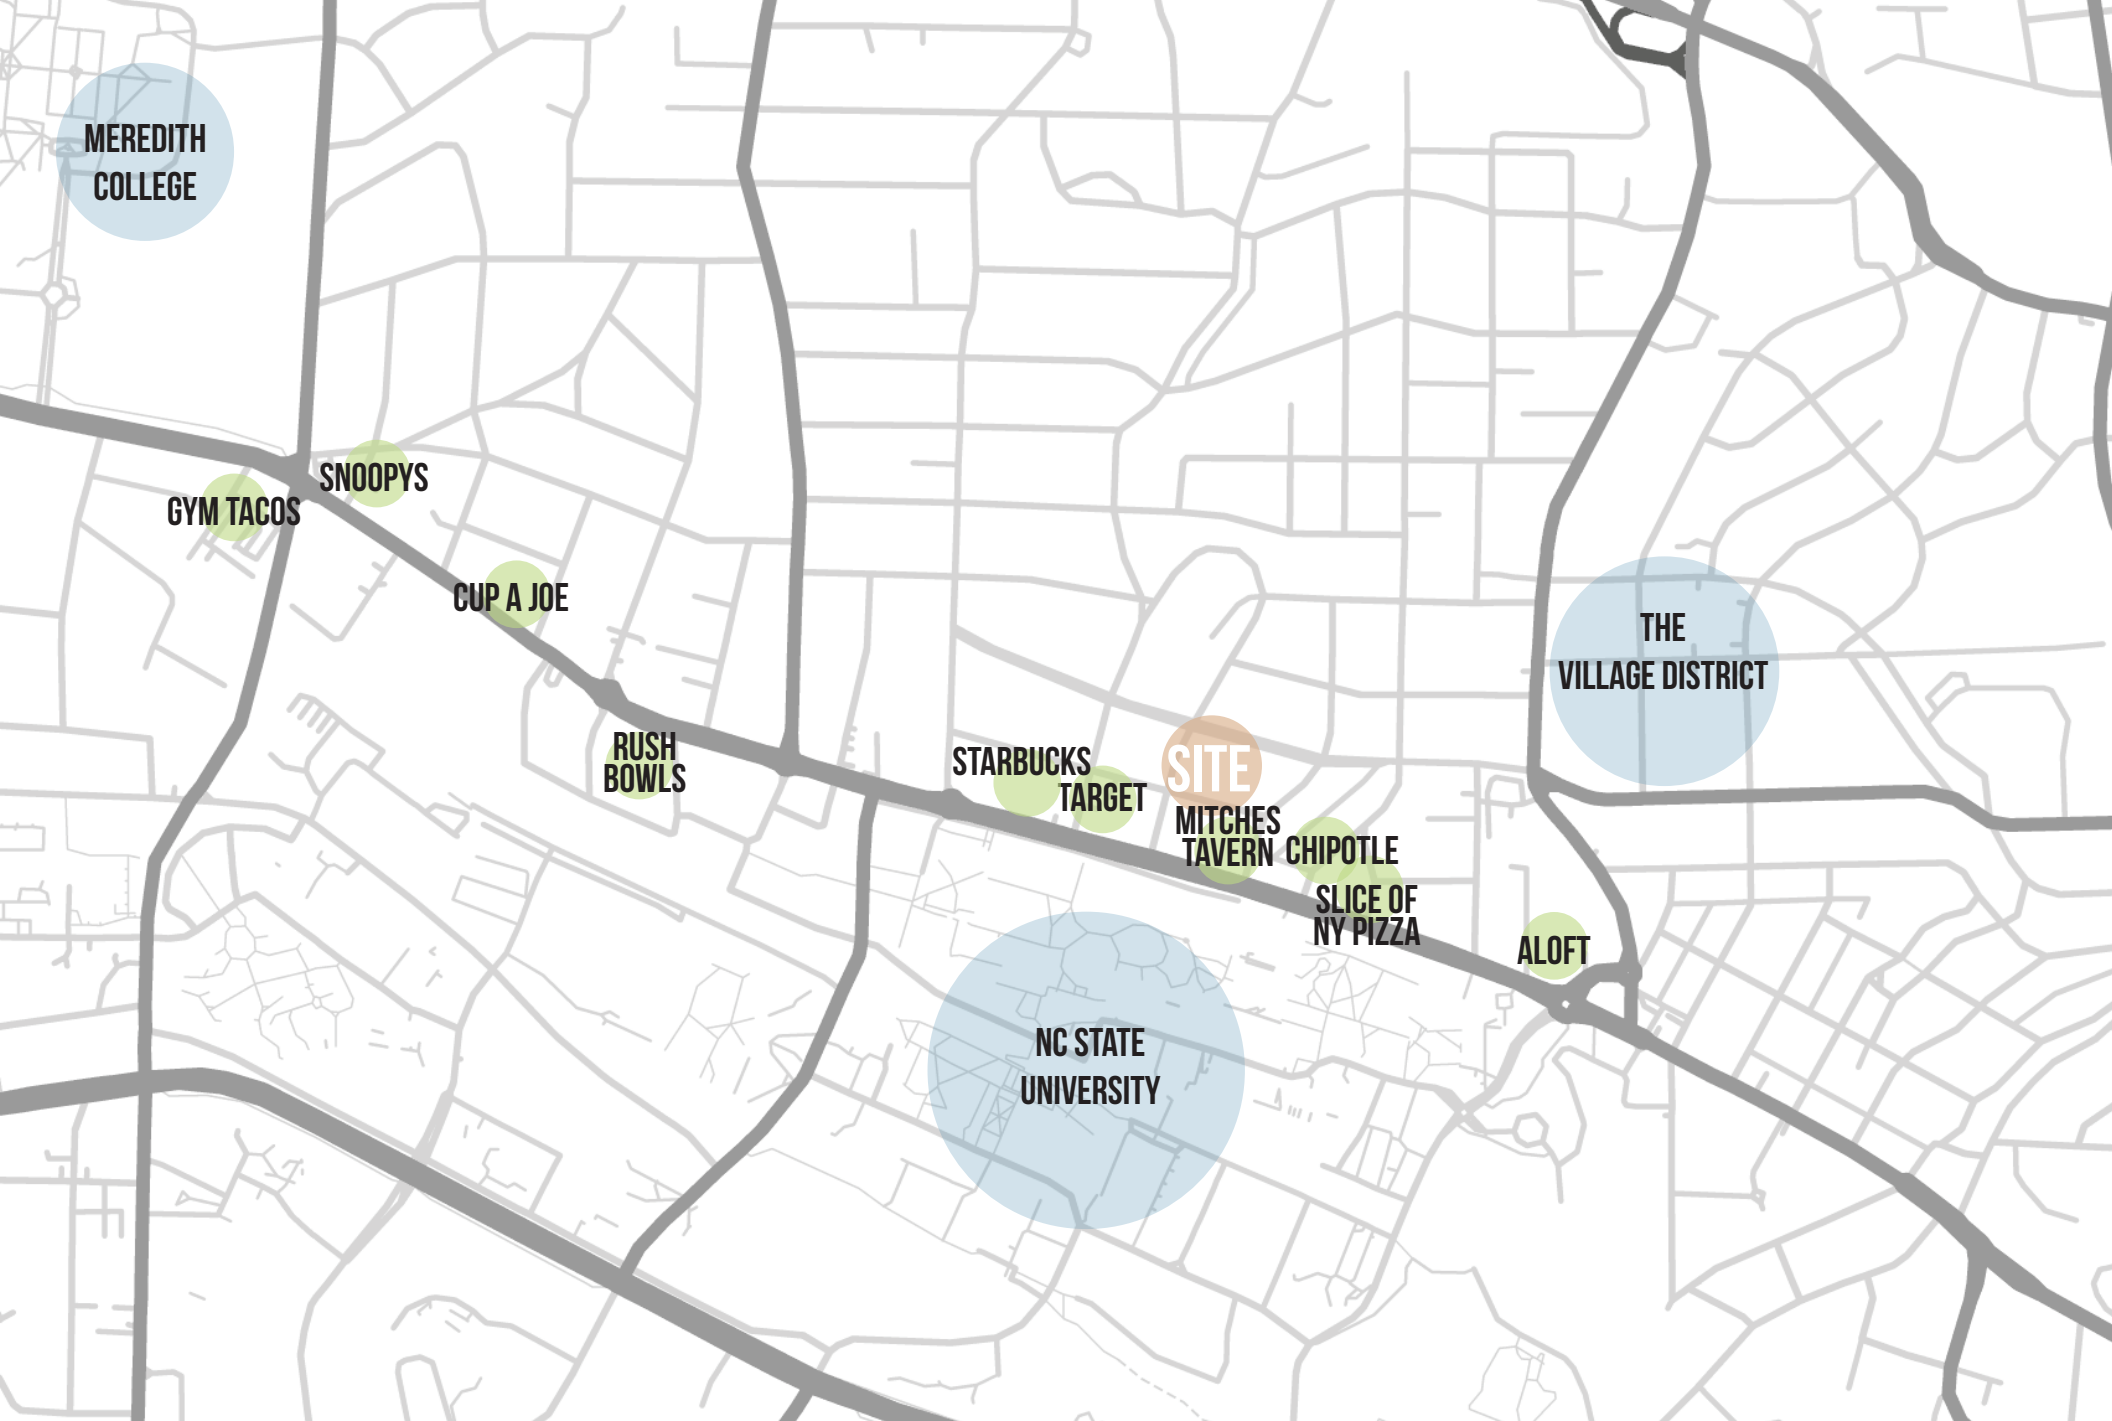 MEREDITH
COLLEGE
SNOOPYS
GYM TACOS
CUP A JOE
THE
VILLAGE DISTRICT
RUSH
BOWLS
STARBUCKS
TARGET
SITE
MITCHES
TAVERN
CHIPOTLE
SLICE OF
NY PIZZA
ALOFT
NC STATE
UNIVERSITY